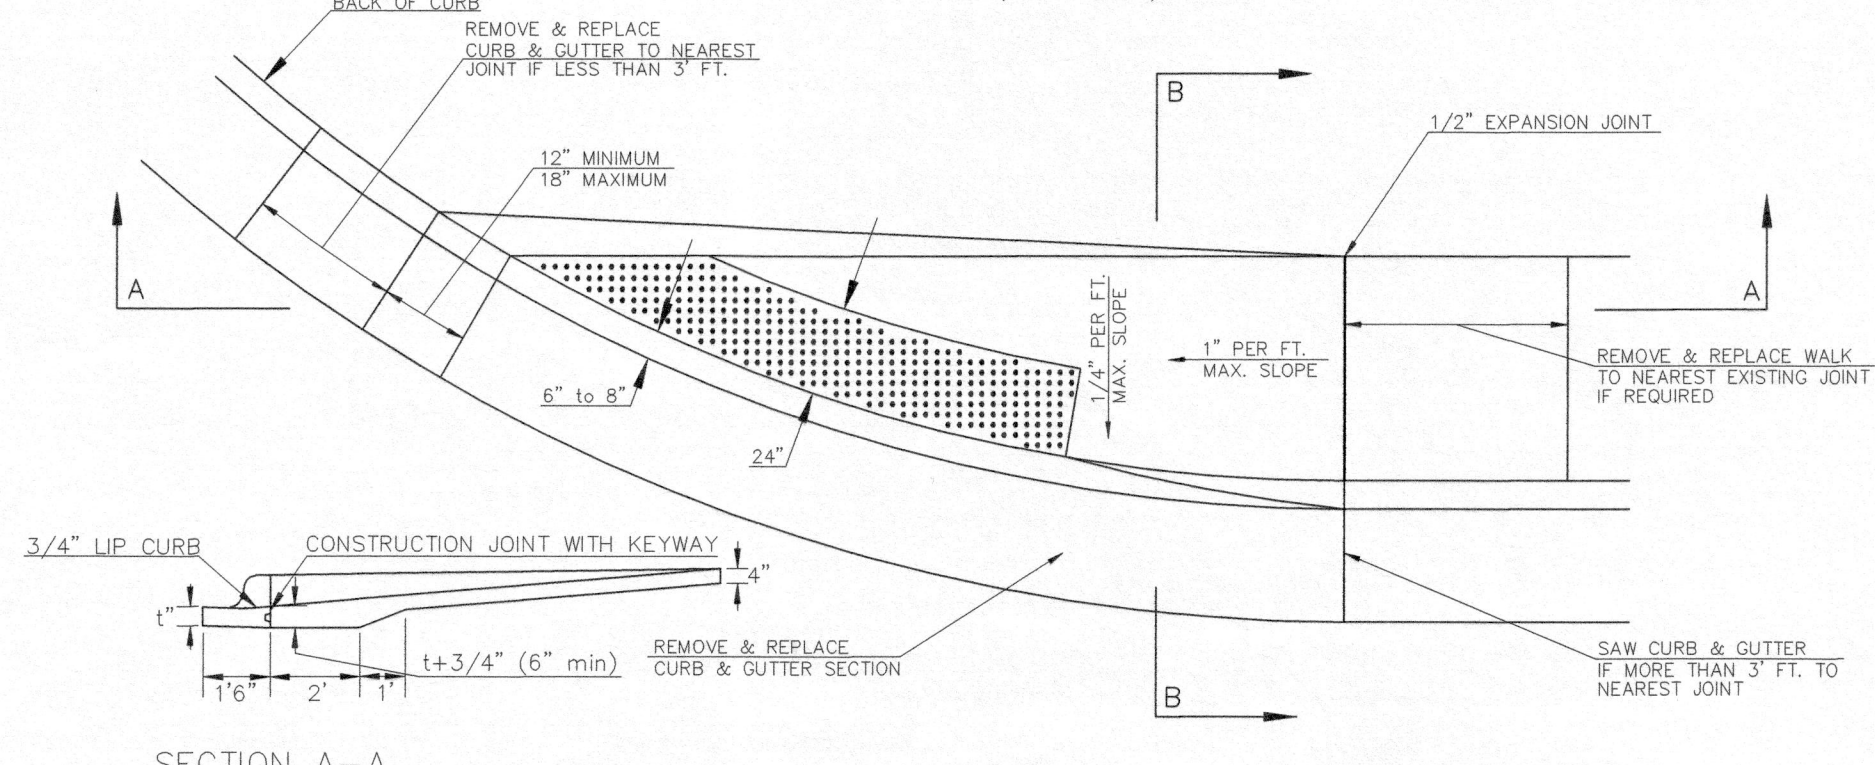 BACK OF CURB
REMOVE & REPLACE
CURB & GUTTER TO NEAREST
JOINT IF LESS THAN 3' FT.
B
1/2" EXPANSION JOINT
12" MINIMUM
18" MAXIMUM
A
A
1/4" PER FT.
MAX. SLOPE
1" PER FT.
MAX. SLOPE
REMOVE & REPLACE WALK
TO NEAREST EXISTING JOINT
IF REQUIRED
6" to 8"
24"
3/4" LIP CURB
CONSTRUCTION JOINT WITH KEYWAY
4"
t"
t+3/4" (6" min)
1'6"
2'
1'
REMOVE & REPLACE
CURB & GUTTER SECTION
SAW CURB & GUTTER
IF MORE THAN 3' FT. TO
NEAREST JOINT
B
SECTION A-A